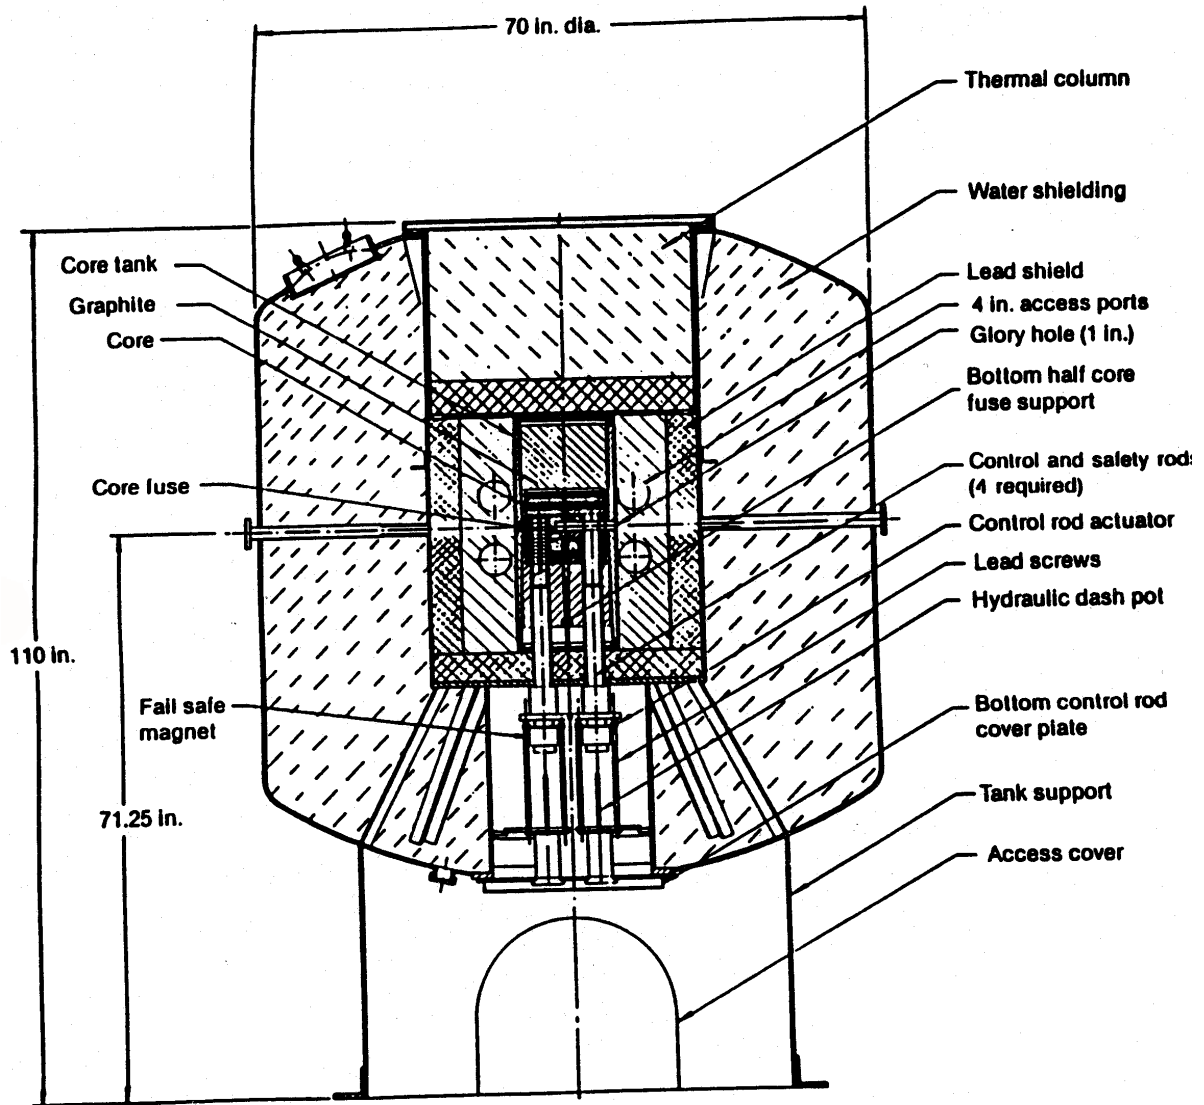 70 in. dia.
Thermal column
Water shielding
Core tank
Lead shield
Graphite
4 in. access ports
Core
Glory hole (1 in.)
Bottom half core
fuse support
Control and safety rods
(4 required)
Core fuse
Control rod actuator
Lead screws
Hydraulic dash pot
110 in.
Fail safe
magnet
Bottom control rod
cover plate
71.25 in.
Tank support
Access cover